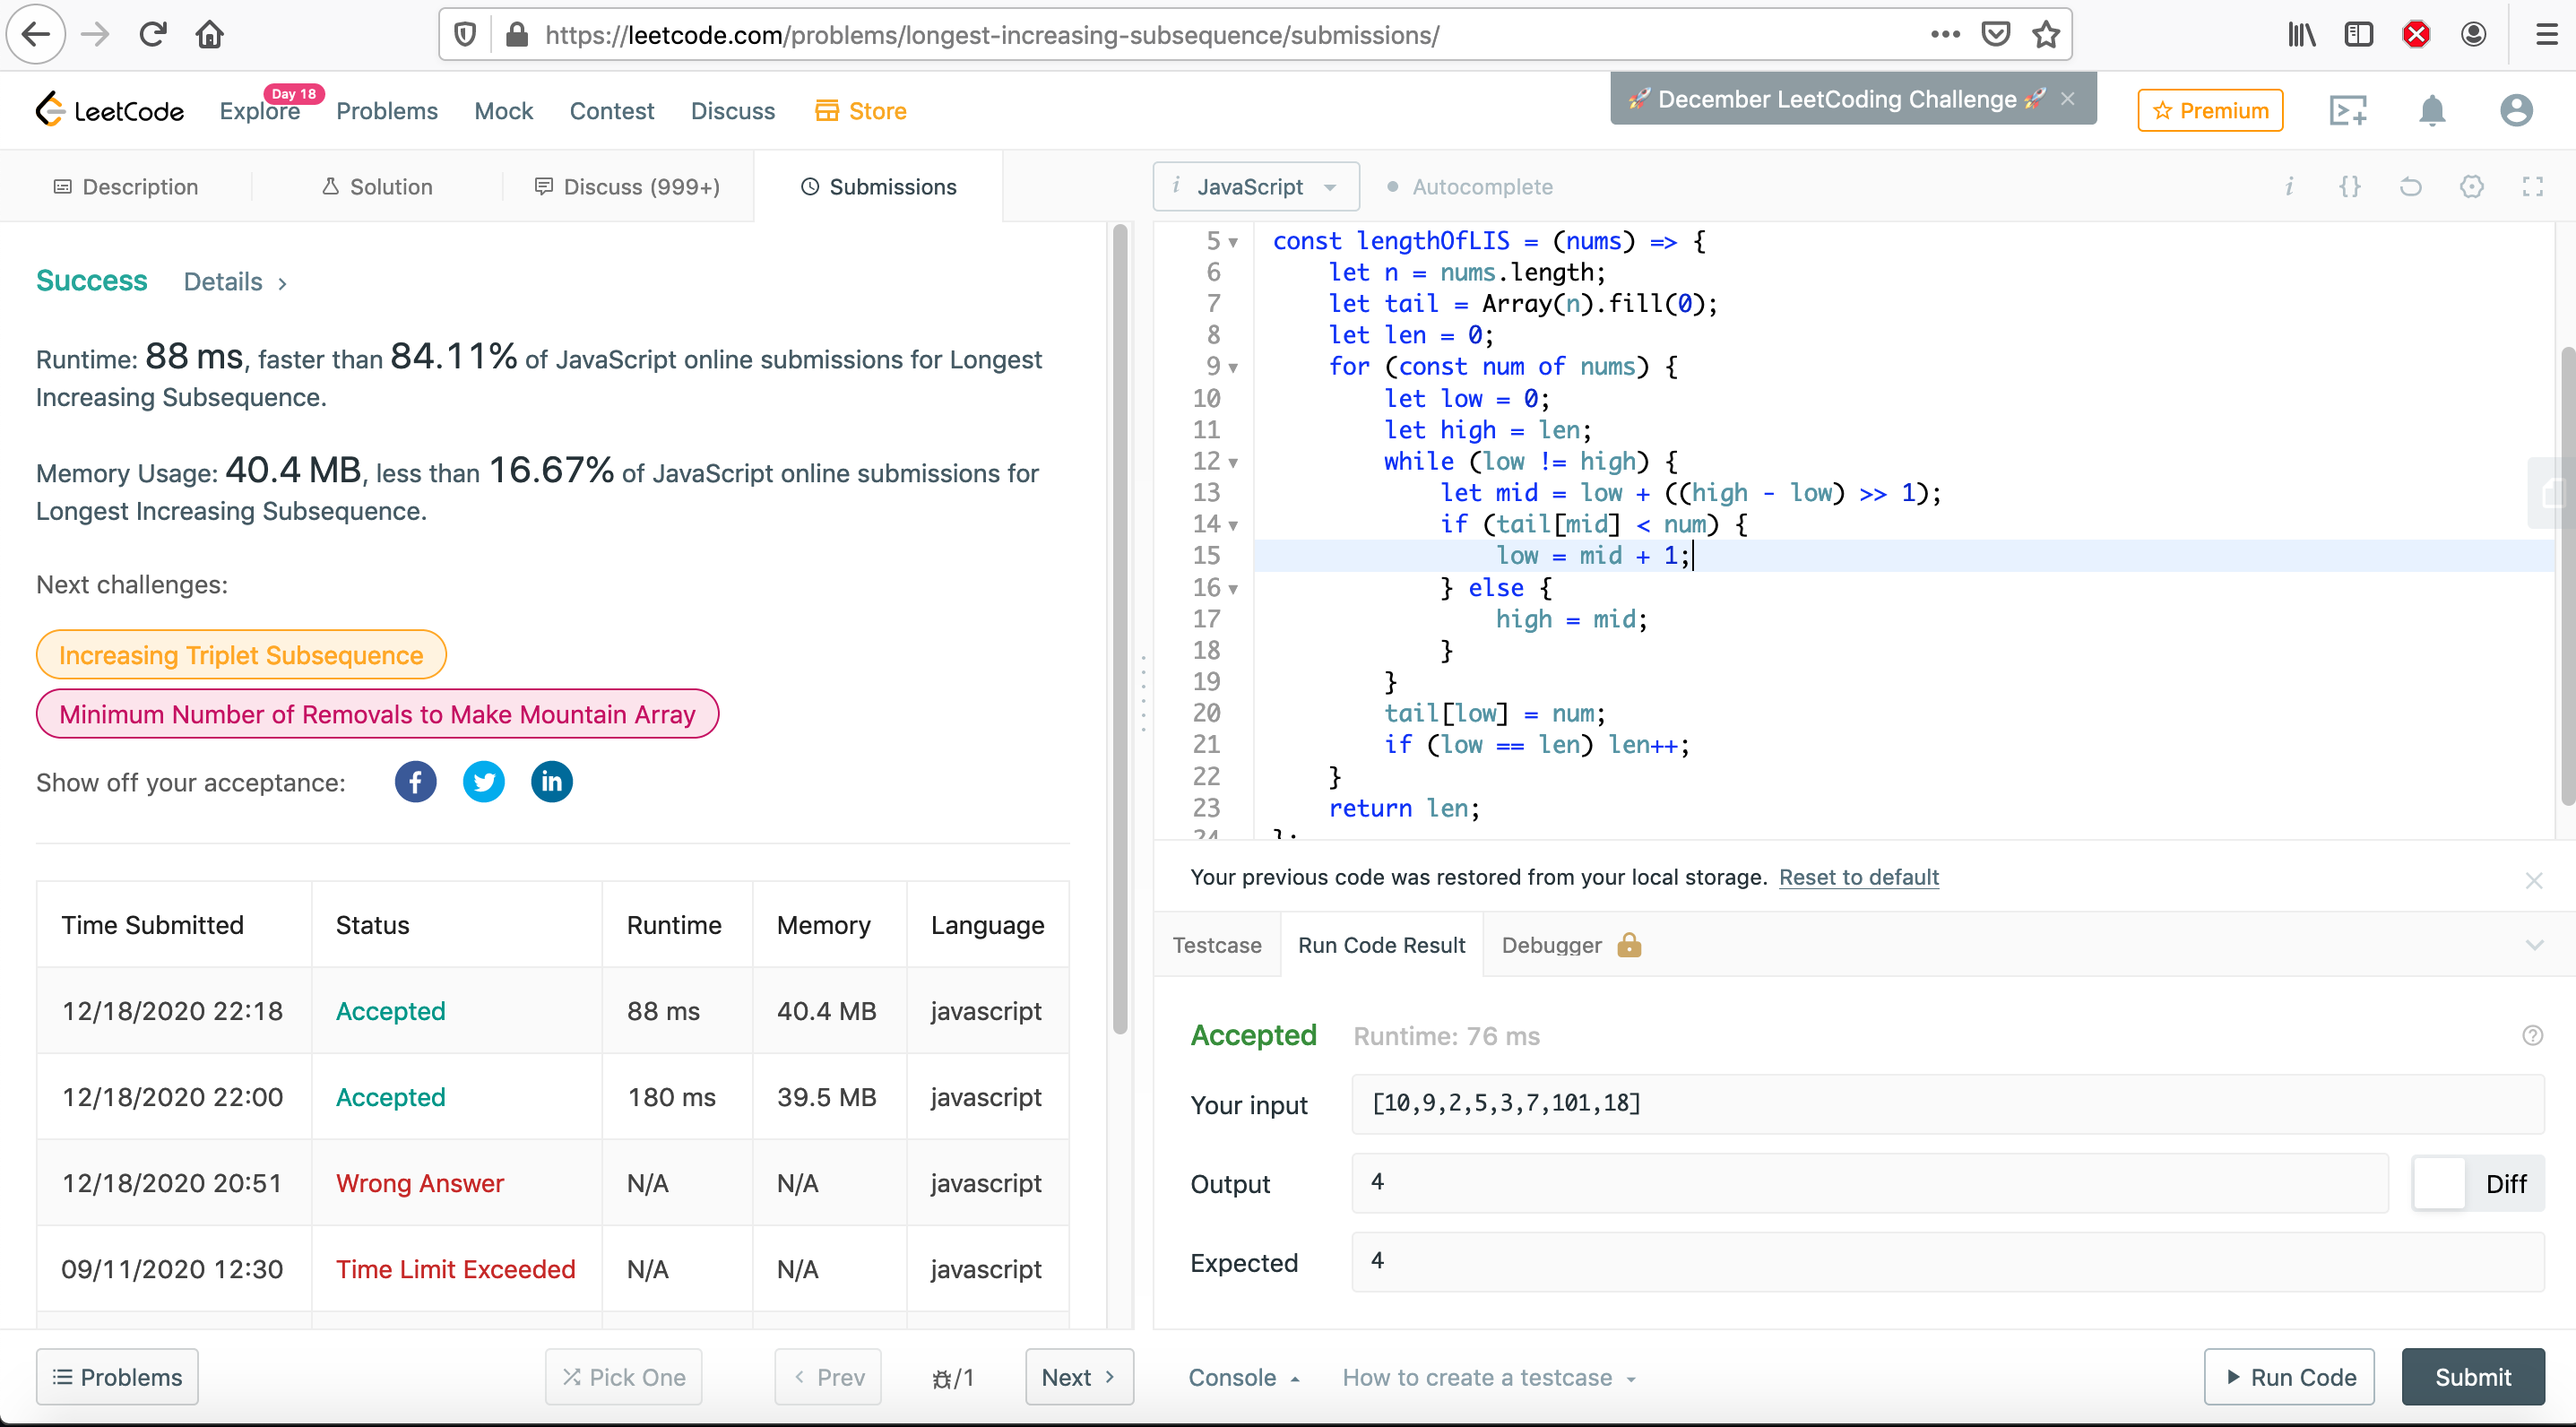 https://leetcode.com/problems/longest-increasing-subsequence/submissions/
LeetCode
Explore
Day 18
Problems
Mock
Contest
Discuss
Store
🚀 December LeetCoding Challenge 🚀 ×
Premium
Description
Solution
Discuss (999+)
Submissions
Success
Details >
Runtime: 88 ms, faster than 84.11% of JavaScript online submissions for Longest
Increasing Subsequence.
Memory Usage: 40.4 MB, less than 16.67% of JavaScript online submissions for
Longest Increasing Subsequence.
Next challenges:
Increasing Triplet Subsequence
Minimum Number of Removals to Make Mountain Array
Show off your acceptance:
Time Submitted Status Runtime Memory Language
12/18/2020 22:18 Accepted 88 ms 40.4 MB javascript
12/18/2020 22:00 Accepted 180 ms 39.5 MB javascript
12/18/2020 20:51 Wrong Answer N/A N/A javascript
09/11/2020 12:30 Time Limit Exceeded N/A N/A javascript
Problems
Pick One
< Prev
/1
Next >
i JavaScript
Autocomplete
5 const lengthOfLIS = (nums) => {
6     let n = nums.length;
7     let tail = Array(n).fill(0);
8     let len = 0;
9     for (const num of nums) {
10         let low = 0;
11         let high = len;
12         while (low != high) {
13             let mid = low + ((high - low) >> 1);
14             if (tail[mid] < num) {
15                 low = mid + 1;
16             } else {
17                 high = mid;
18             }
19         }
20         tail[low] = num;
21         if (low == len) len++;
22     }
23     return len;
24 };
Your previous code was restored from your local storage. Reset to default
Testcase
Run Code Result
Debugger
Accepted
Runtime: 76 ms
Your input
[10,9,2,5,3,7,101,18]
Output
4
Diff
Expected
4
Console
How to create a testcase
Run Code
Submit